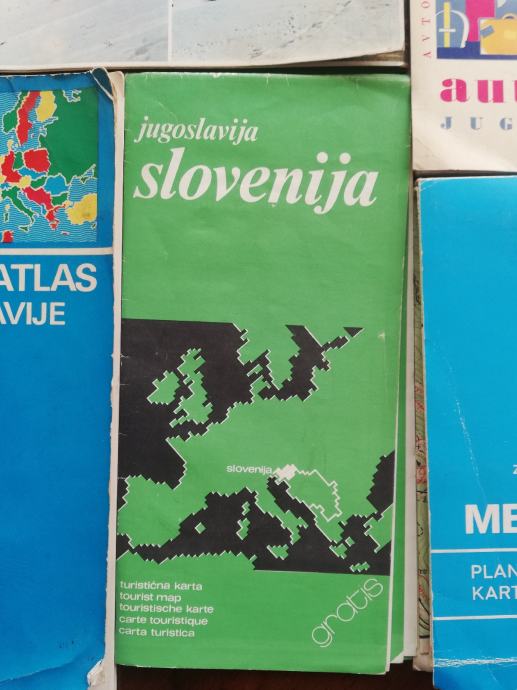 jugoslavija
slovenija
slovenija
turistična karta
tourist map
touristische karte
carte touristique
carta turistica
gratis
ATLAS
AVIJE
AVTO
au
JUG
ME
PLAN
KART